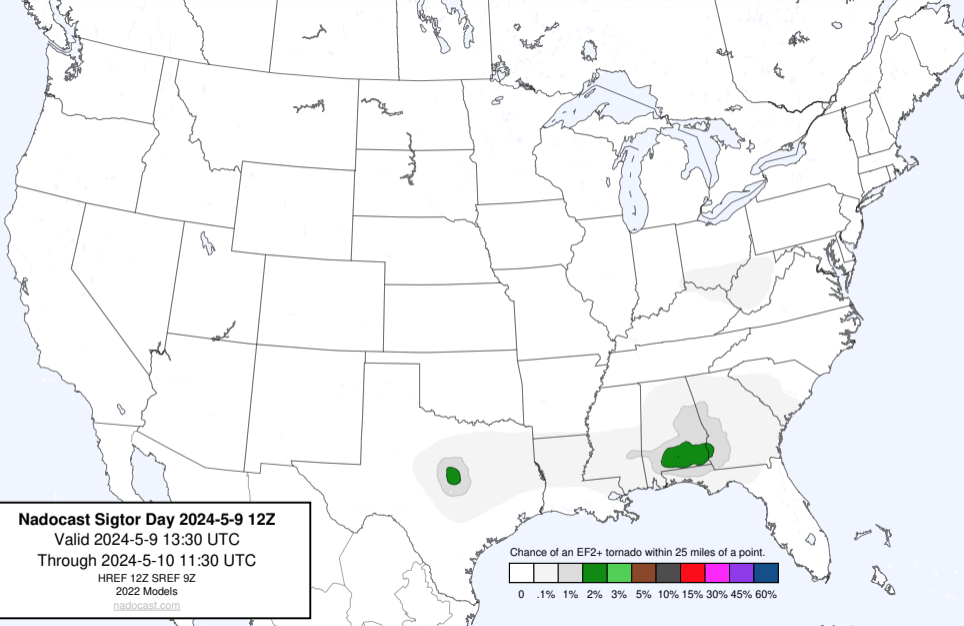 Nadocast Sigtor Day 2024-5-9 12Z
Valid 2024-5-9 13:30 UTC
Through 2024-5-10 11:30 UTC
HREF 12Z SREF 9Z
2022 Models
nadocast.com
Chance of an EF2+ tornado within 25 miles of a point.
0 .1% 1% 2% 3% 5% 10% 15% 30% 45% 60%